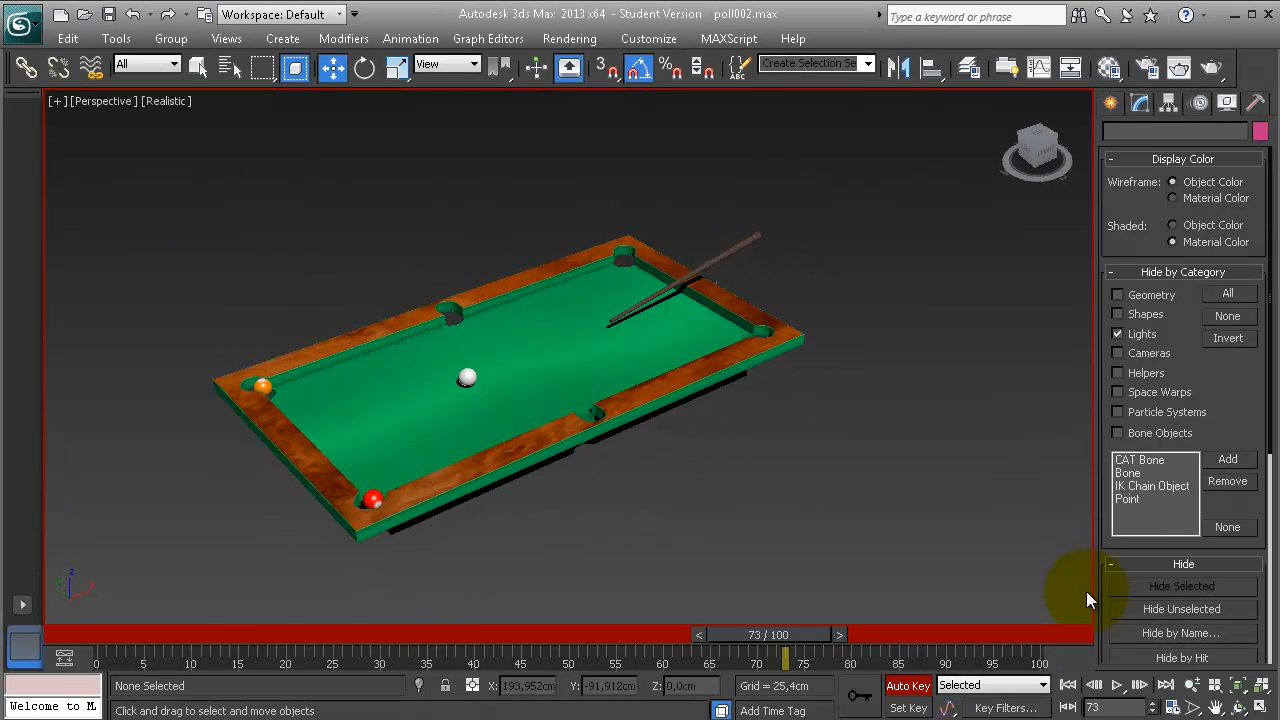 Workspace: Default
Autodesk 3ds Max 2013 x64 - Student Version poll002.max
Type a keyword or phrase
Edit Tools Group Views Create Modifiers Animation Graph Editors Rendering Customize MAXScript Help
All View Create Selection Se
[+] [Perspective] [Realistic]
Display Color
Wireframe: Object Color
Material Color
Shaded: Object Color
Material Color
Hide by Category
Geometry All
Shapes None
Lights Invert
Cameras
Helpers
Space Warps
Particle Systems
Bone Objects
CAT Bone Add
Bone Remove
IK Chain Object
Point
None
Hide
Hide Selected
Hide Unselected
Hide by Name...
Hide by Hit
z
< 73 / 100 >
0 5 10 15 20 25 30 35 40 45 50 55 60 65 70 75 80 85 90 95 100
None Selected X: 193,952cm Y: -91,912cm Z: 0,0cm Grid = 25,4cm Auto Key Selected
Welcome to M. Click and drag to select and move objects Add Time Tag Set Key Key Filters... 73